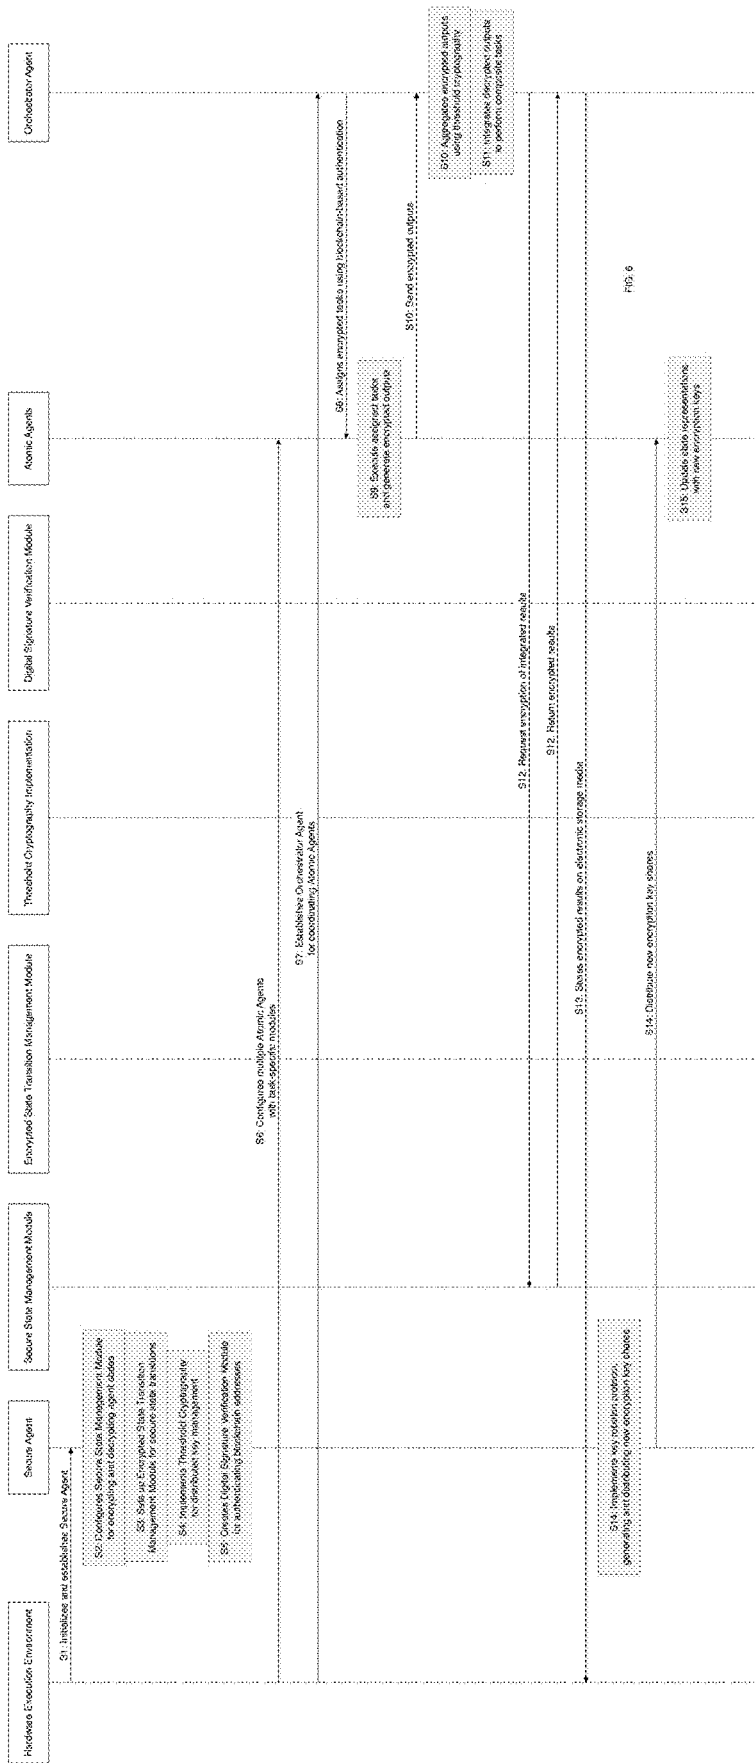 Hardware Execution Environment
Secure Agent
Secure State Management Module
Encrypted State Transition Management Module
Threshold Cryptography Implementation
Digital Signature Verification Module
Atomic Agents
Orchestrator Agent
S1: Initializes and establishes Secure Agent
S2: Configures Secure State Management Module
for encrypting and decrypting agent states
S3: Sets up Encrypted State Transition
Management Module for secure state transitions
S4: Implements Threshold Cryptography
for distributed key management
S5: Creates Digital Signature Verification Module
for authenticating blockchain addresses
S6: Configures multiple Atomic Agents
with task-specific modules
S7: Establishes Orchestrator Agent
for coordinating Atomic Agents
S8: Assigns encrypted tasks using blockchain-based authentication
S9: Execute assigned tasks
and generate encrypted outputs
S10: Send encrypted outputs
S10: Aggregates encrypted outputs
using threshold cryptography
S11: Integrates decrypted outputs
to perform composite tasks
S12: Request encryption of integrated results
S12: Return encrypted results
S13: Stores encrypted results on electronic storage media
S14: Implements key rotation protocol,
generating and distributing new encryption key shares
S14: Distribute new encryption key shares
S15: Update state representations
with new encryption keys
FIG. 6